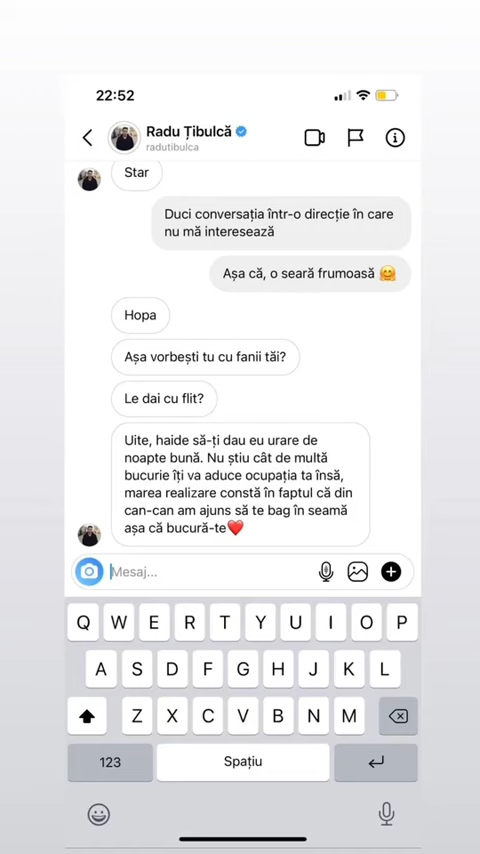 22:52
Radu Țibulcă
radutibulca
Star
Duci conversația într-o direcție în care
nu mă interesează
Așa că, o seară frumoasă 🤗
Hopa
Așa vorbești tu cu fanii tăi?
Le dai cu flit?
Uite, haide să-ți dau eu urare de
noapte bună. Nu știu cât de multă
bucurie îți va aduce ocupația ta însă,
marea realizare constă în faptul că din
can-can am ajuns să te bag în seamă
așa că bucură-te❤️
Mesaj...
Q W E R T Y U I O P
A S D F G H J K L
Z X C V B N M
123 Spațiu